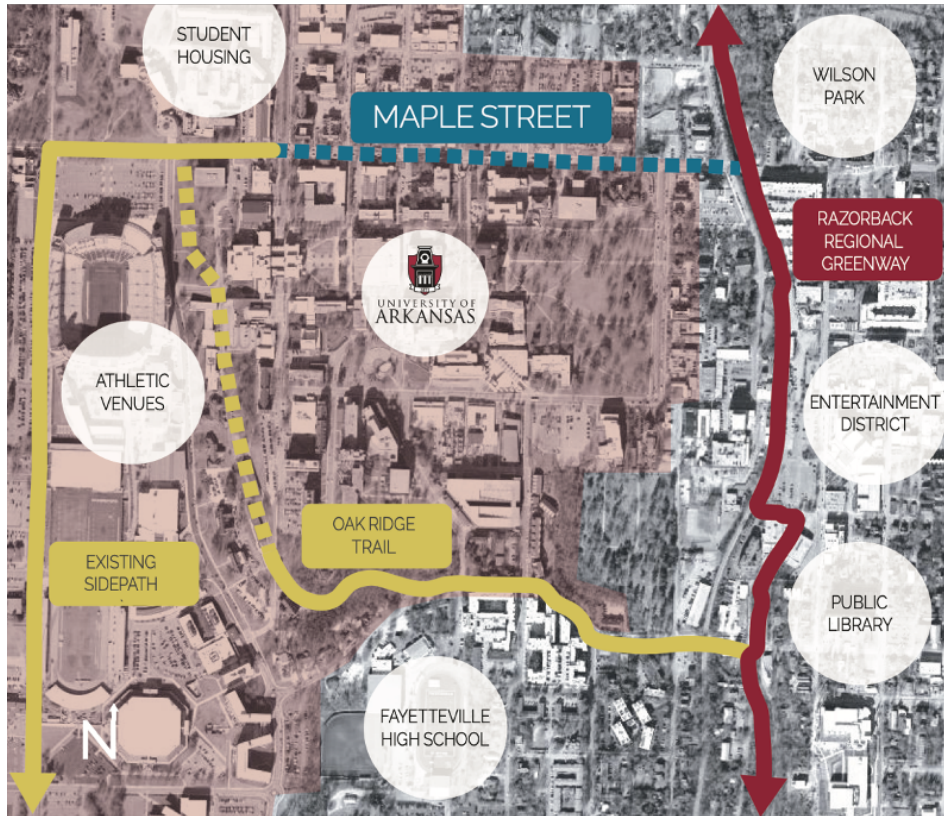 STUDENT
HOUSING
WILSON
PARK
MAPLE STREET
RAZORBACK
REGIONAL
GREENWAY
UNIVERSITY OF
ARKANSAS
ATHLETIC
VENUES
ENTERTAINMENT
DISTRICT
OAK RIDGE
TRAIL
EXISTING
SIDEPATH
PUBLIC
LIBRARY
FAYETTEVILLE
HIGH SCHOOL
N